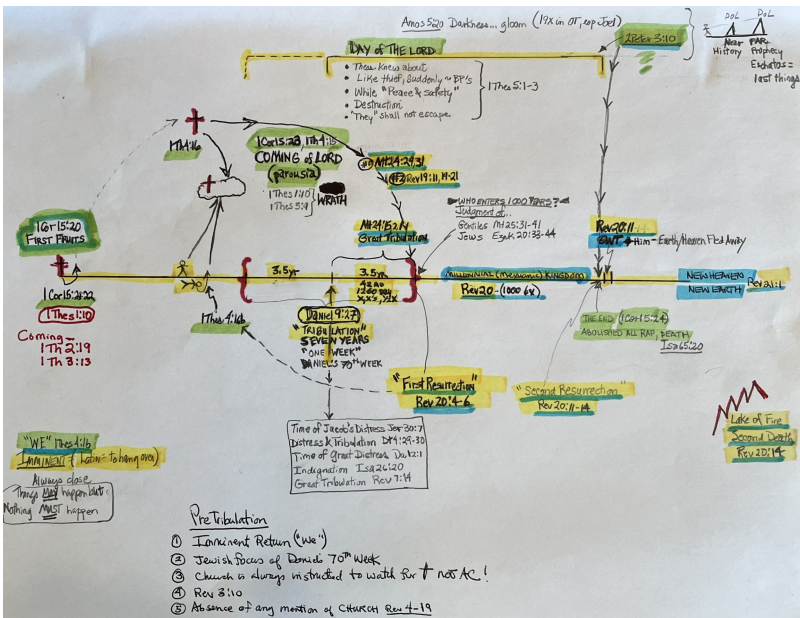 Amos 5:20 Darkness... gloom (19x in OT, esp Joel)
2 Peter 3:10
DOL
DOL
Near
History
FAR
Prophecy
Eschatos =
last things
DAY OF THE LORD
• Thess Knew about
• Like thief, Suddenly ~ BP's
• While "Peace & Safety"
• Destruction
• "They" shall not escape
1 Thes 5:1-3
1 Th 4:16
1 Cor 15:23, 1 Th 4:15
COMING of LORD
(parousia)
1 Thes 1:10
1 Thes 5:9
WRATH
#1 Mt 24:29,31
#2 Rev 19:11, 19-21
WHO ENTERS 1000 YEARS?
Judgment of...
Gentiles Mt 25:31-41
Jews Ezek 20:33-44
1 Cor 15:20
FIRST FRUITS
Great Tribulation
Rev 20:11
GWT Him - Earth/Heaven Fled Away
3.5 yr
3.5 yr
42 mo
1260 day
MILLENNIAL (Messianic) KINGDOM
Rev 20 - (1000 6x)
NEW HEAVEN
NEW EARTH
Rev 21:1
1 Cor 15:22
1 Thes 1:10
Coming -
1 Th 2:19
1 Th 3:13
1 Thes 4:16
Daniel 9:27
"TRIBULATION"
SEVEN YEARS
"ONE WEEK"
DANIEL'S 70th WEEK
THE END (1 Cor 15:24)
ABOLISHED ALL RAP, DEATH
Isa 65:20
"First Resurrection"
Rev 20:4-6
"Second Resurrection"
Rev 20:11-14
Lake of Fire
Second Death
Rev 20:14
Time of Jacob's Distress Jer 30:7
Distress & Tribulation Dt 4:29-30
Time of Great Distress Da 12:1
Indignation Isa 26:20
Great Tribulation Rev 7:14
"WE" 1 Thes 4:16
IMMINENT (Latin = to hang over)
Always close
Things MAY happen but
Nothing MUST happen
PreTribulation
① Imminent Return ("We")
② Jewish focus of Daniel's 70th Week
③ Church is always instructed to watch for † not AC!
④ Rev 3:10
⑤ Absence of any mention of CHURCH Rev 4-19